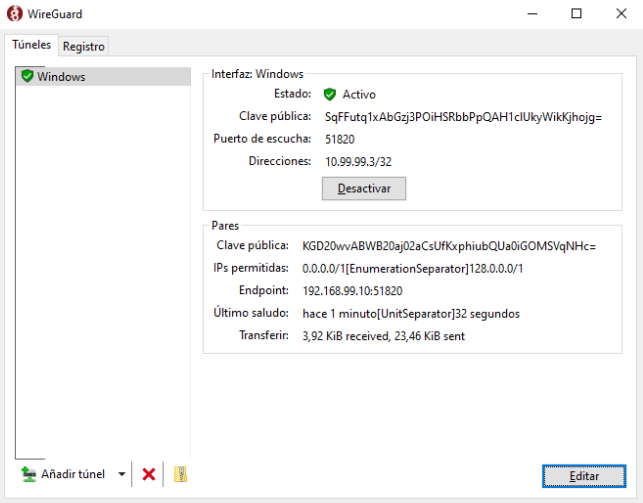 WireGuard
Túneles
Registro
Windows
Interfaz: Windows
Estado: Activo
Clave pública: SqFFutq1xAbGzj3POiHSRbbPpQAH1clUkyWikKjhojg=
Puerto de escucha: 51820
Direcciones: 10.99.99.3/32
Desactivar
Pares
Clave pública: KGD20wvABWB20aj02aCsUfKxphiubQUa0iGOMSVqNHc=
IPs permitidas: 0.0.0.0/1[EnumerationSeparator]128.0.0.0/1
Endpoint: 192.168.99.10:51820
Último saludo: hace 1 minuto[UnitSeparator]32 segundos
Transferir: 3,92 KiB received, 23,46 KiB sent
Añadir túnel
Editar